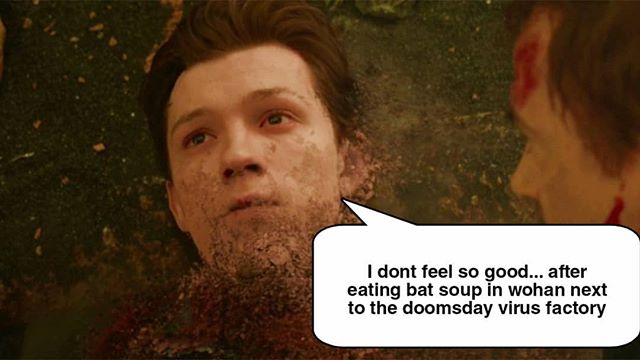 I dont feel so good... after
eating bat soup in wohan next
to the doomsday virus factory